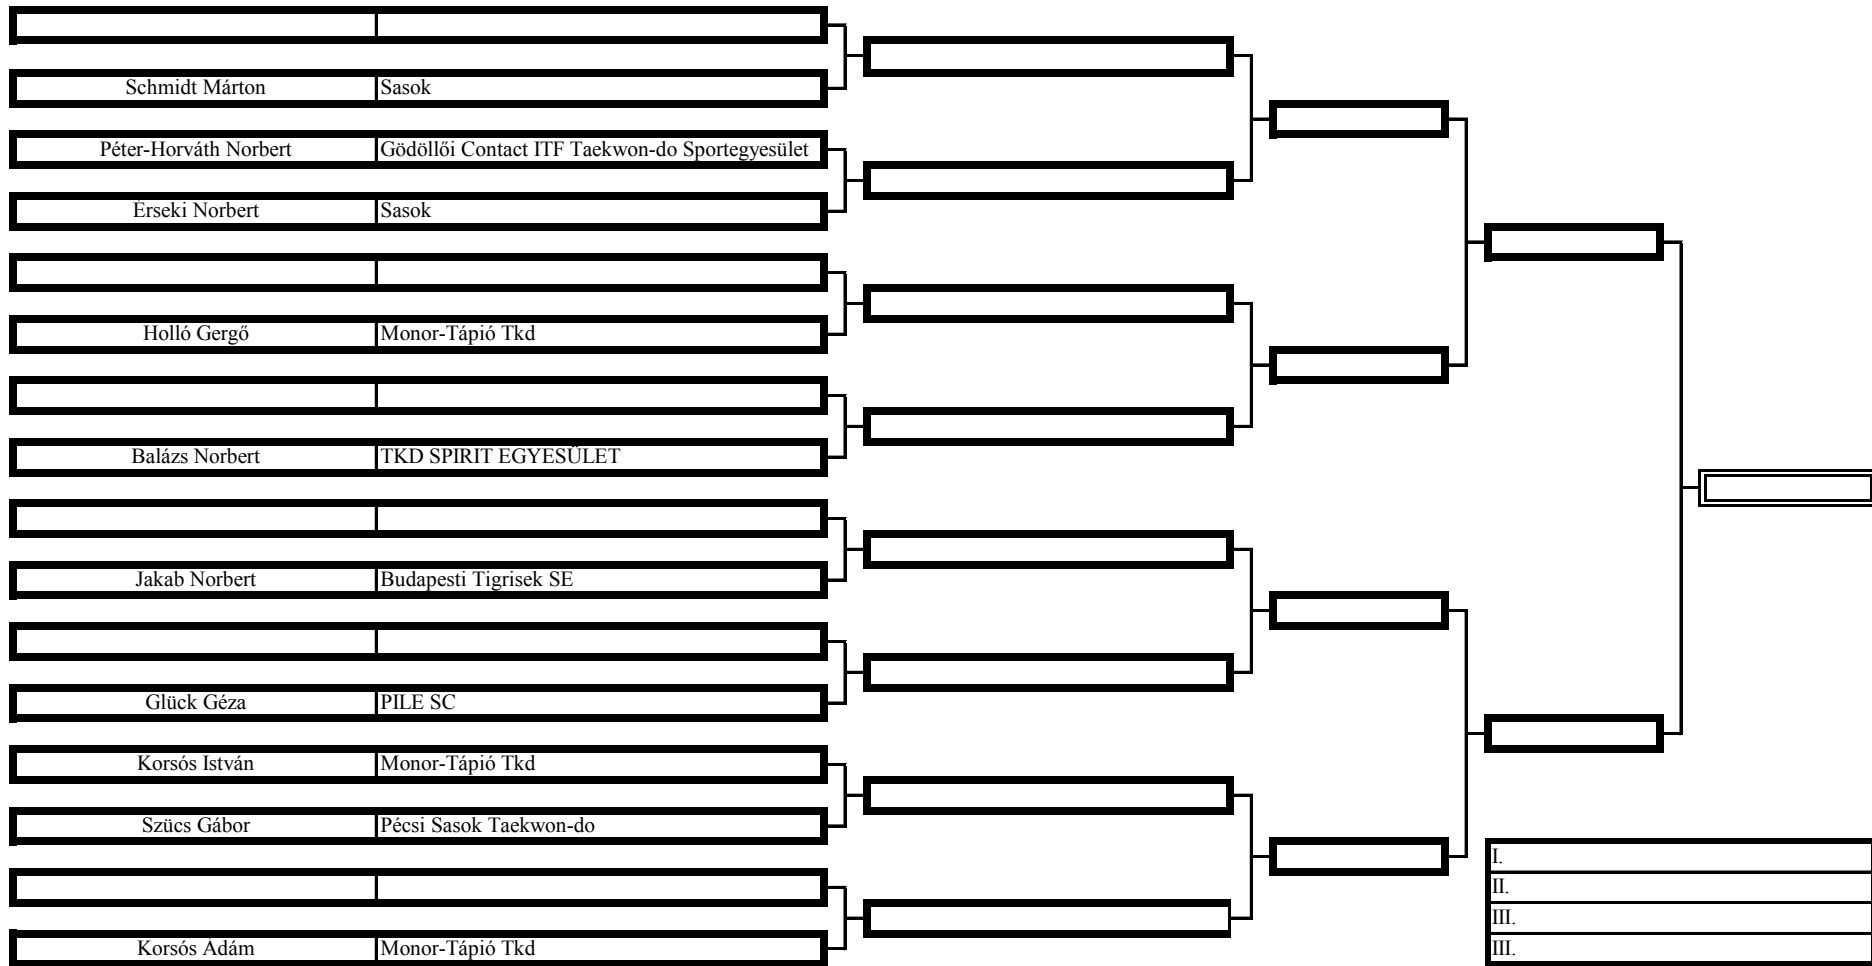 Schmidt Márton Sasok
Péter-Horváth Norbert Gödöllői Contact ITF Taekwon-do Sportegyesület
Érseki Norbert Sasok
Holló Gergő Monor-Tápió Tkd
Balázs Norbert TKD SPIRIT EGYESÜLET
Jakab Norbert Budapesti Tigrisek SE
Glück Géza PILE SC
Korsós István Monor-Tápió Tkd
Szücs Gábor Pécsi Sasok Taekwon-do
Korsós Ádám Monor-Tápió Tkd
I.
II.
III.
III.